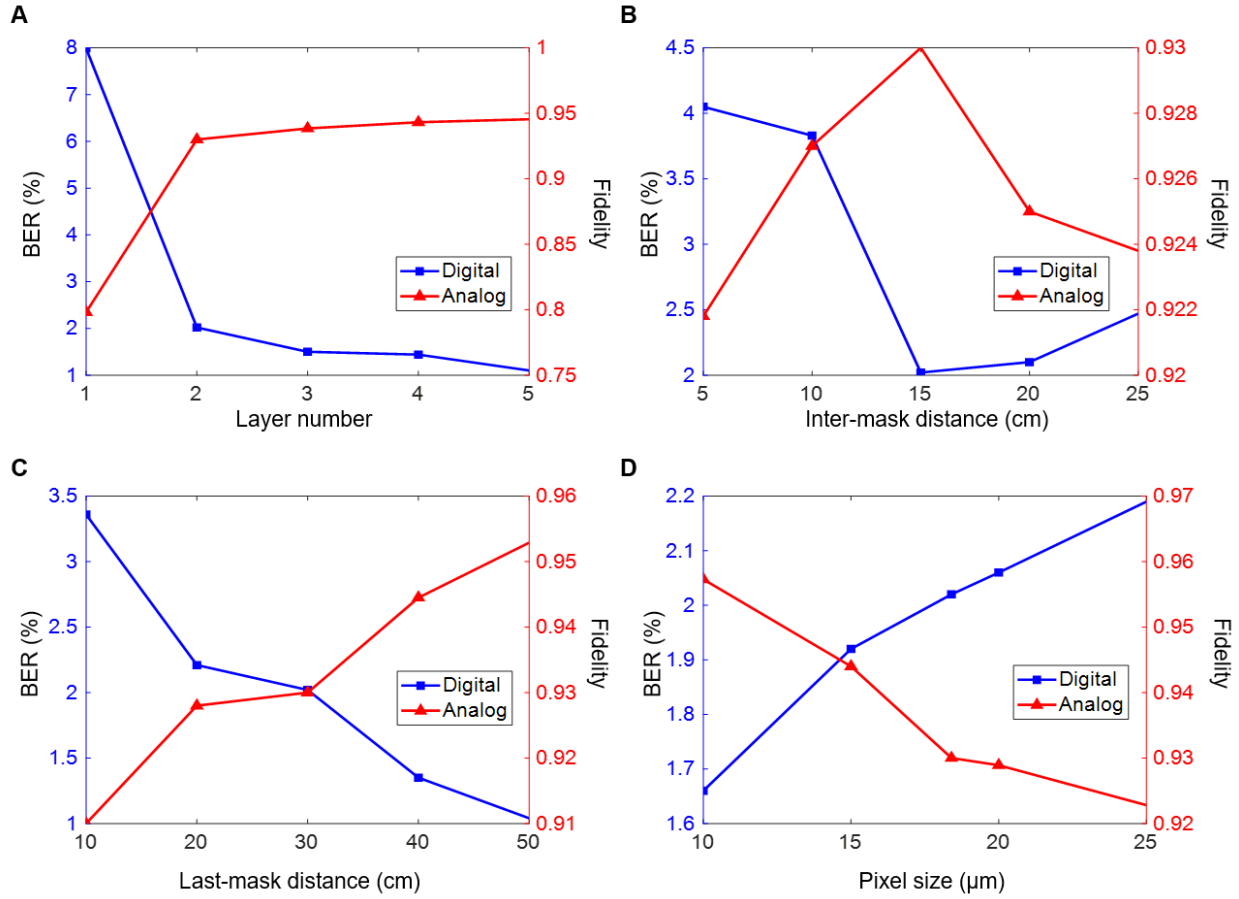 A
BER (%)
8
7
6
5
4
3
2
1
1
0.95
0.9
0.85
0.8
0.75
Fidelity
Digital
Analog
1
2
3
4
5
Layer number
B
BER (%)
4.5
4
3.5
3
2.5
2
0.93
0.928
0.926
0.924
0.922
0.92
Fidelity
Digital
Analog
5
10
15
20
25
Inter-mask distance (cm)
C
BER (%)
3.5
3
2.5
2
1.5
1
0.96
0.95
0.94
0.93
0.92
0.91
Fidelity
Digital
Analog
10
20
30
40
50
Last-mask distance (cm)
D
BER (%)
2.2
2.1
2
1.9
1.8
1.7
1.6
0.97
0.96
0.95
0.94
0.93
0.92
Fidelity
Digital
Analog
10
15
20
25
Pixel size (μm)